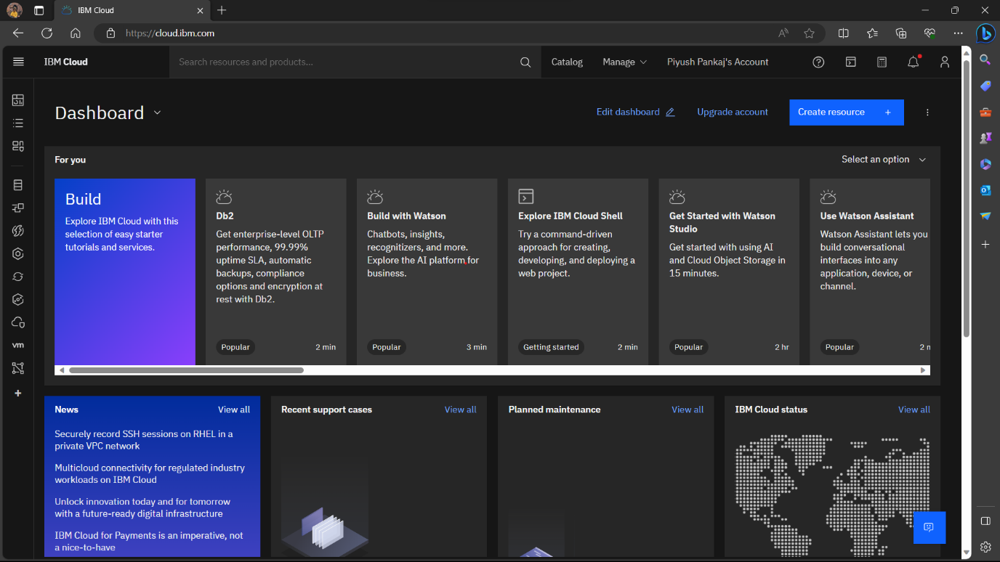 IBM Cloud
https://cloud.ibm.com
IBM Cloud
Search resources and products...
Catalog
Manage
Piyush Pankaj's Account
Dashboard
Edit dashboard
Upgrade account
Create resource +
For you
Select an option
Build
Explore IBM Cloud with this
selection of easy starter
tutorials and services.
Db2
Get enterprise-level OLTP
performance, 99.99%
uptime SLA, automatic
backups, compliance
options and encryption at
rest with Db2.
Popular
2 min
Build with Watson
Chatbots, insights,
recognizers, and more.
Explore the AI platform for
business.
Popular
3 min
Explore IBM Cloud Shell
Try a command-driven
approach for creating,
developing, and deploying a
web project.
Getting started
2 min
Get Started with Watson
Studio
Get started with using AI
and Cloud Object Storage in
15 minutes.
Popular
2 hr
Use Watson Assistant
Watson Assistant lets you
build conversational
interfaces into any
application, device, or
channel.
Popular
2 m
vm
News
View all
Securely record SSH sessions on RHEL in a
private VPC network
Multicloud connectivity for regulated industry
workloads on IBM Cloud
Unlock innovation today and for tomorrow
with a future-ready digital infrastructure
IBM Cloud for Payments is an imperative, not
a nice-to-have
Recent support cases
View all
Planned maintenance
View all
IBM Cloud status
View all